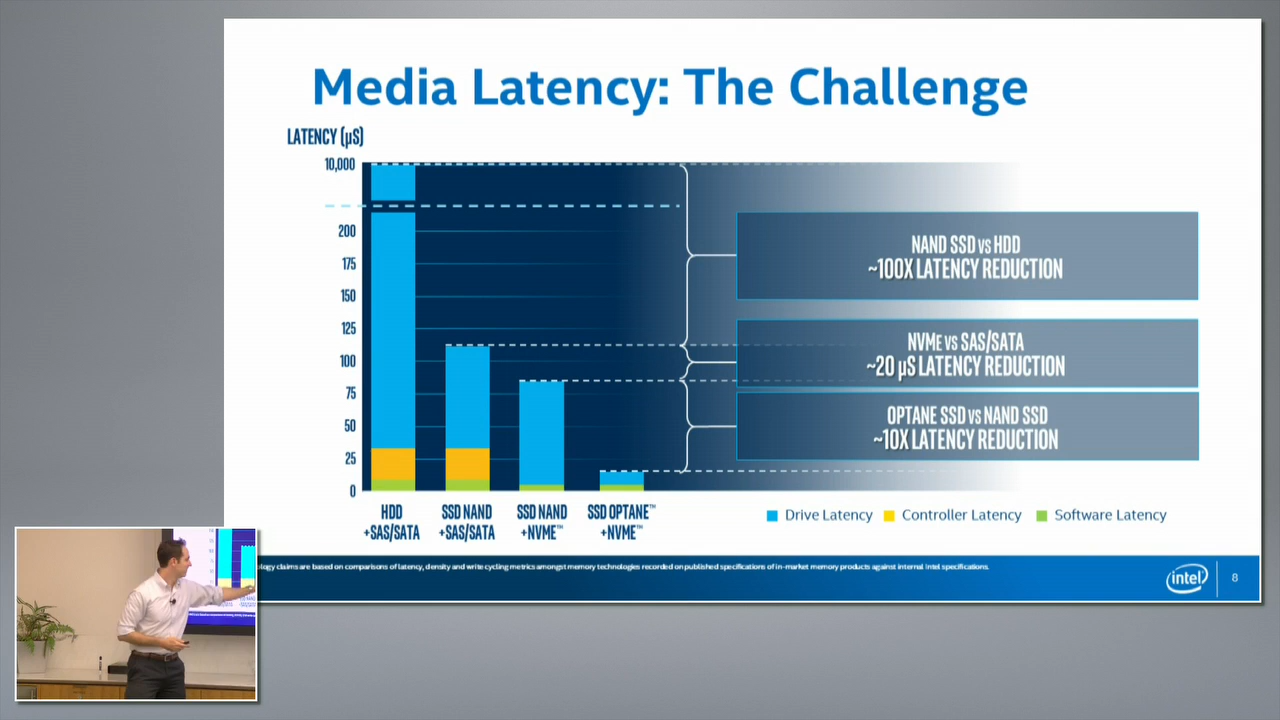 Media Latency: The Challenge
LATENCY (µS)
10,000
200
175
150
125
100
75
50
25
0
HDD
+SAS/SATA
SSD NAND
+SAS/SATA
SSD NAND
+NVME™
SSD OPTANE™
+NVME™
NAND SSD VS HDD
~100X LATENCY REDUCTION
NVME VS SAS/SATA
~20 µS LATENCY REDUCTION
OPTANE SSD VS NAND SSD
~10X LATENCY REDUCTION
Drive Latency
Controller Latency
Software Latency
claims are based on comparisons of latency, density and write cycling metrics amongst memory technologies recorded on published specifications of in-market memory products against internal Intel specifications.
intel
8